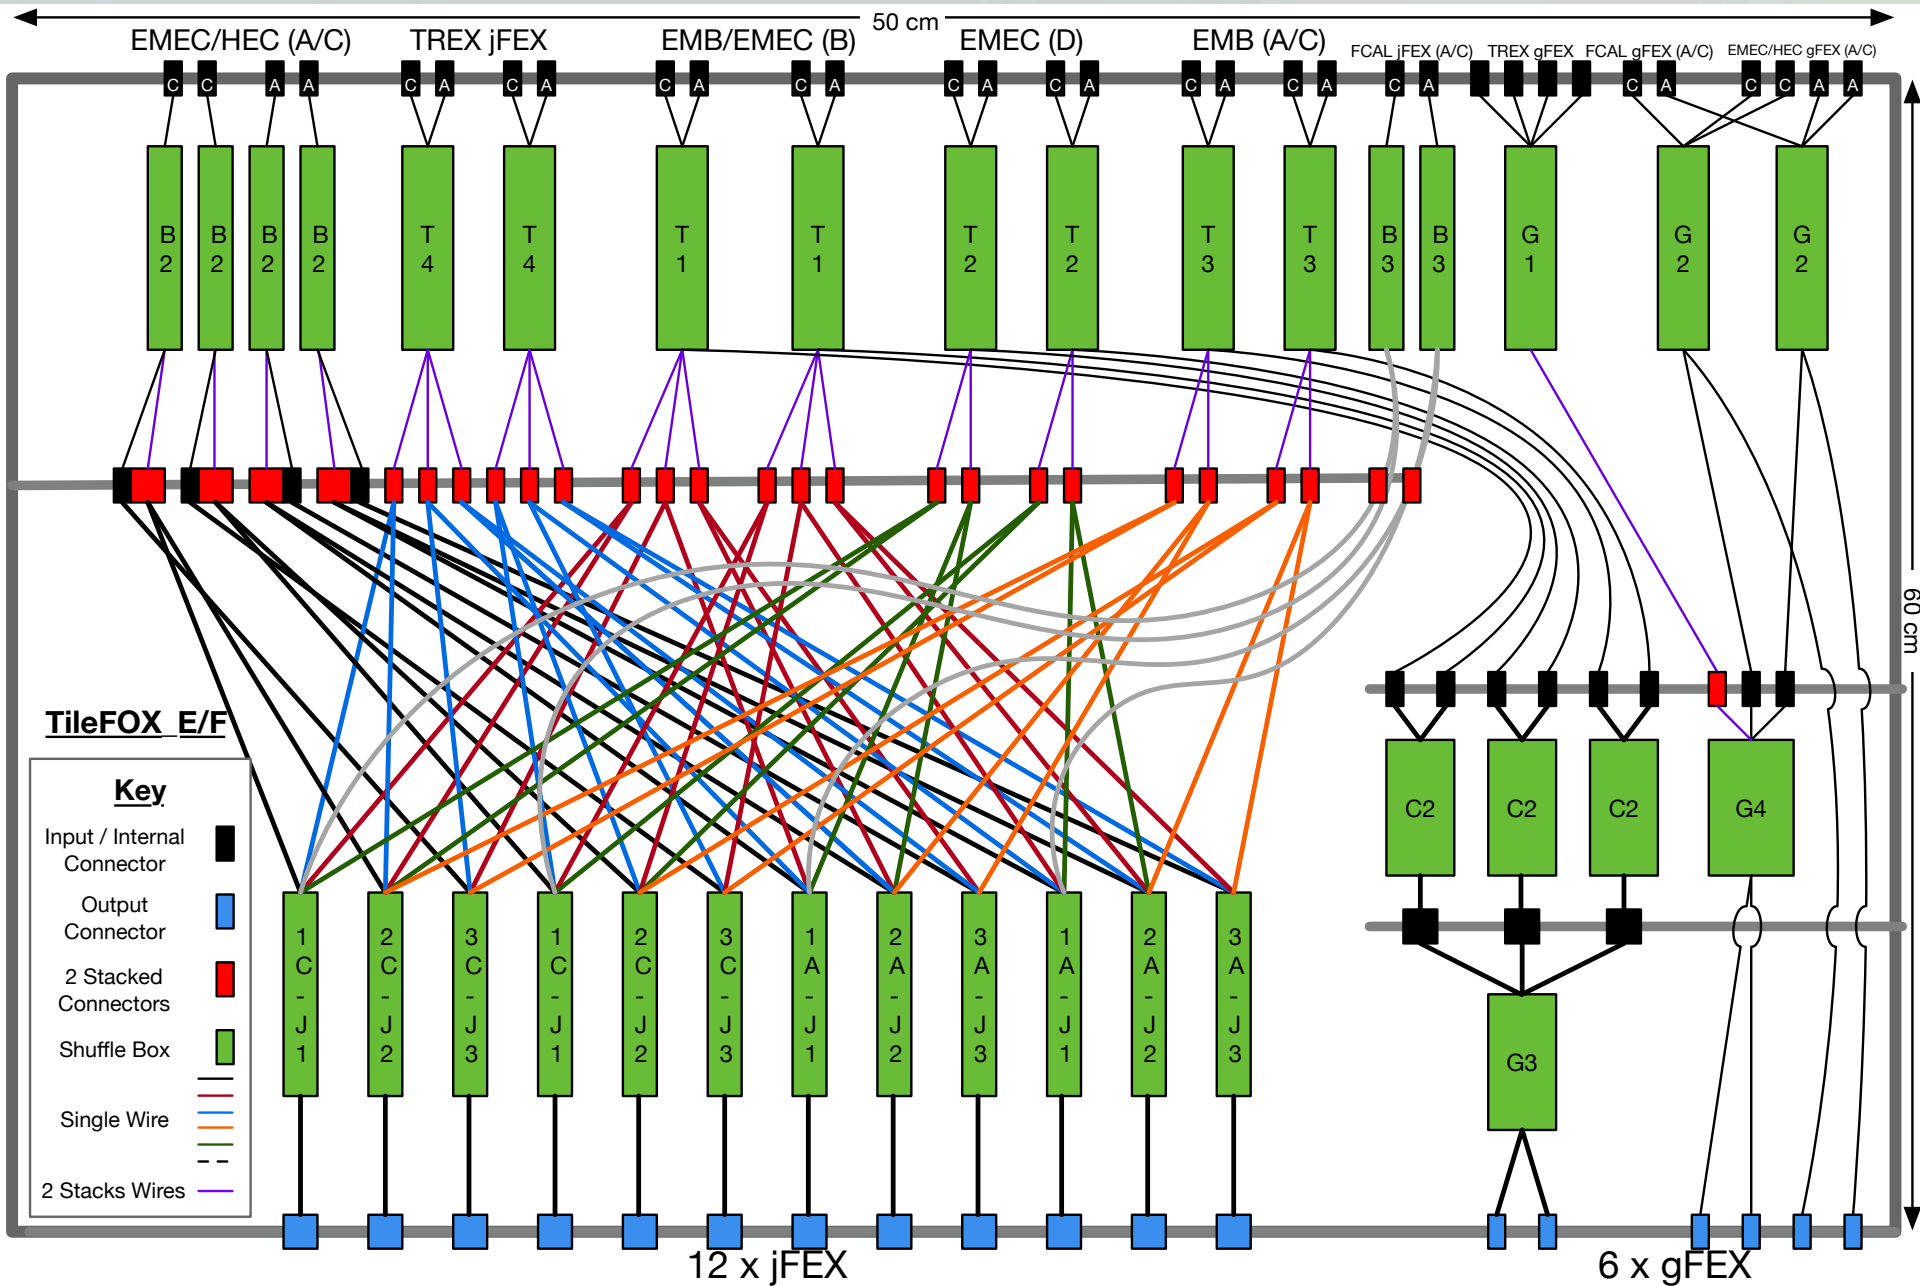 50 cm
EMEC/HEC (A/C) TREX jFEX EMB/EMEC (B) EMEC (D) EMB (A/C) FCAL jFEX (A/C) TREX gFEX FCAL gFEX (A/C) EMEC/HEC gFEX (A/C)
C C A A C A C A C A C A C A C A C A C A C A C A C C A A
B B B B T T T T T T T T B B G G G
2 2 2 2 4 4 1 1 2 2 3 3 3 3 1 2 2
60 cm
TileFOX_E/F
Key
Input / Internal
Connector
Output
Connector
2 Stacked
Connectors
Shuffle Box
Single Wire
2 Stacks Wires
C2 C2 C2 G4
1 2 3 1 2 3 1 2 3 1 2 3
C C C C C C A A A A A A
- - - - - - - - - - - -
J J J J J J J J J J J J
1 2 3 1 2 3 1 2 3 1 2 3
G3
12 x jFEX 6 x gFEX